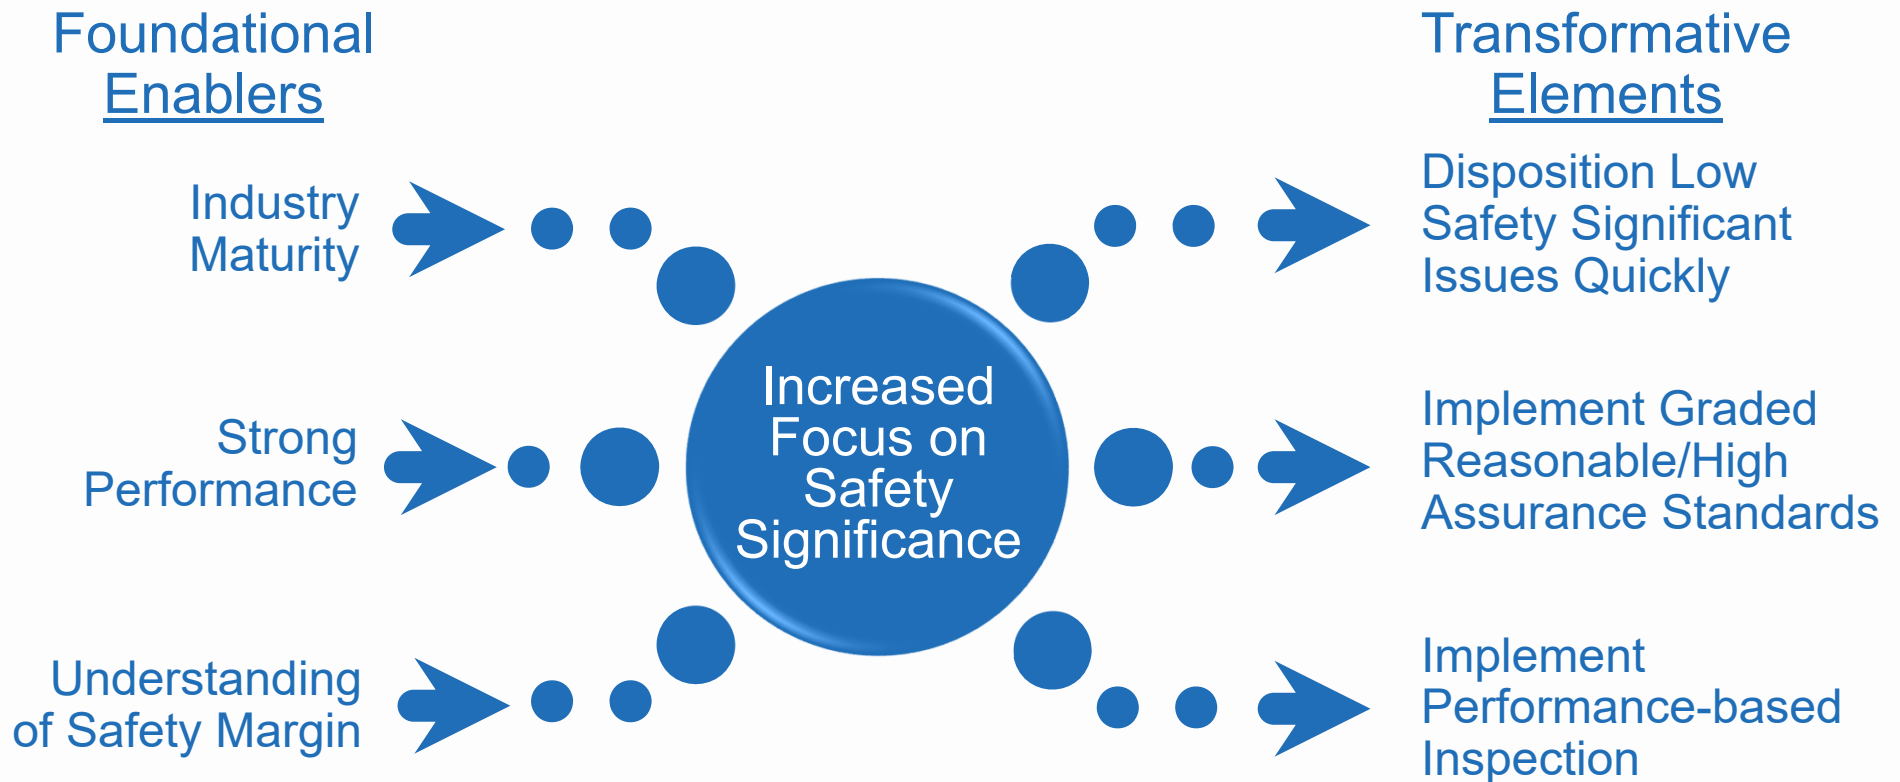 Foundational
Enablers
Industry
Maturity
Strong
Performance
Understanding
of Safety Margin
Increased
Focus on
Safety
Significance
Transformative
Elements
Disposition Low
Safety Significant
Issues Quickly
Implement Graded
Reasonable/High
Assurance Standards
Implement
Performance-based
Inspection